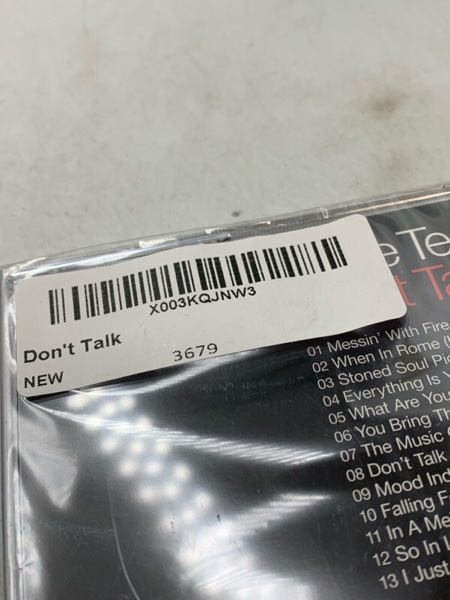 X003KQJNW3
Don't Talk
NEW
3679
e Te
t Ta
01 Messin' With Fire
02 When In Rome (
03 Stoned Soul Pi
04 Everything Is Y
05 What Are You
06 You Bring Th
07 The Music
08 Don't Talk
09 Mood Ind
10 Falling F
11 In A Me
12 So In L
13 I Just